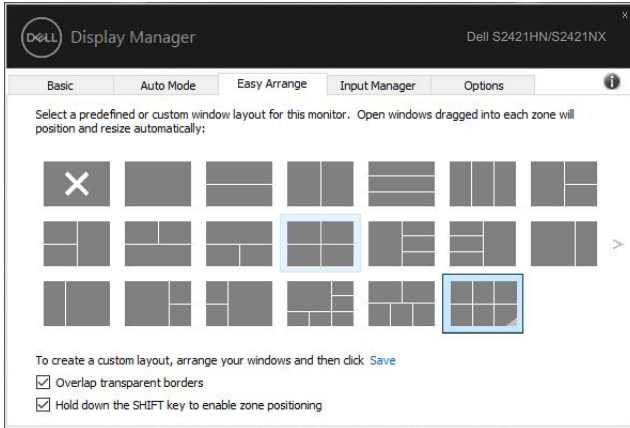 x
DELL Display Manager
Dell S2421HN/S2421NX
Basic Auto Mode Easy Arrange Input Manager Options
Select a predefined or custom window layout for this monitor. Open windows dragged into each zone will
position and resize automatically:
To create a custom layout, arrange your windows and then click Save
Overlap transparent borders
Hold down the SHIFT key to enable zone positioning